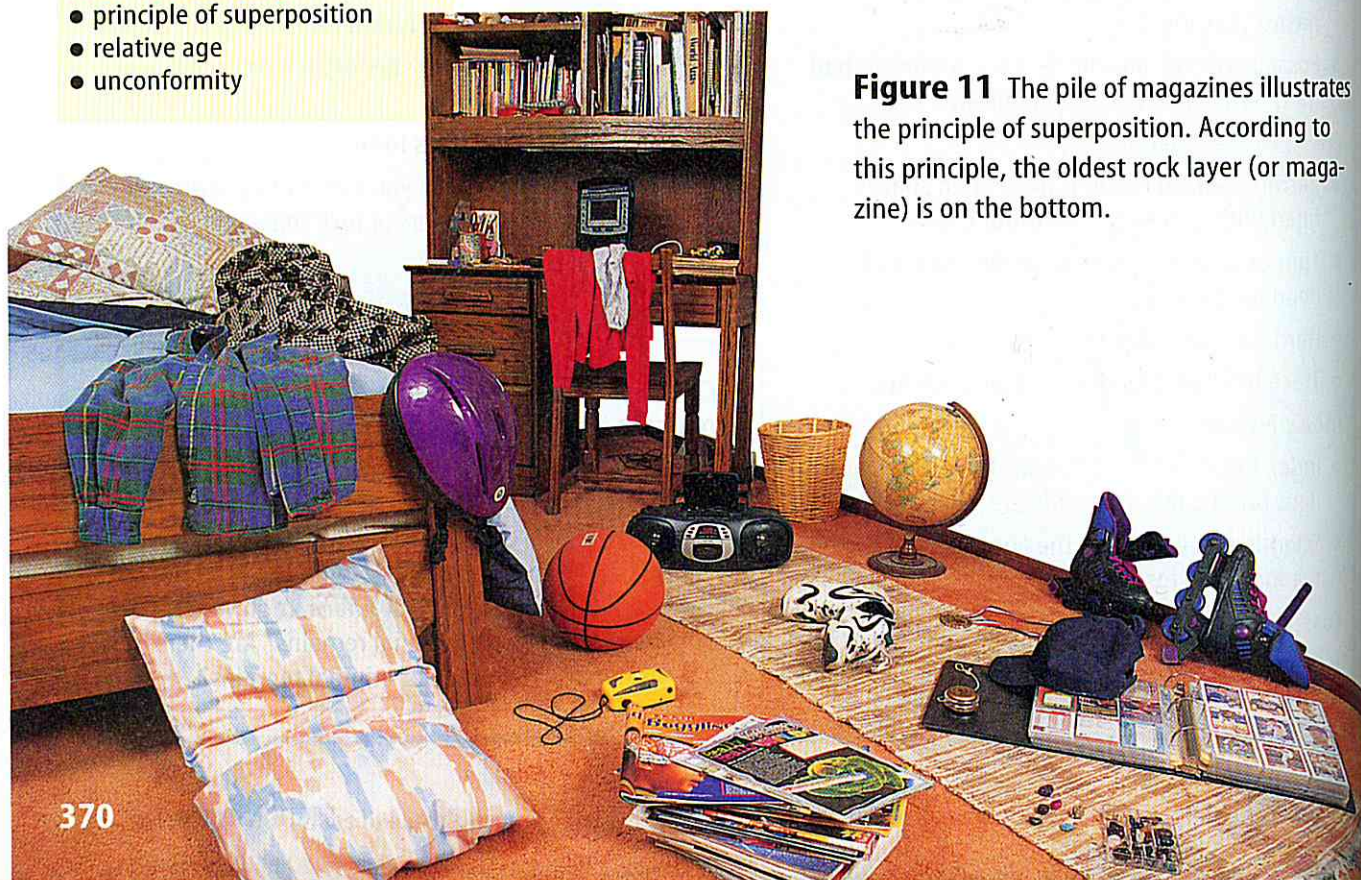 ● principle of superposition
● relative age
● unconformity
Figure 11 The pile of magazines illustrates
the principle of superposition. According to
this principle, the oldest rock layer (or maga-
zine) is on the bottom.
370